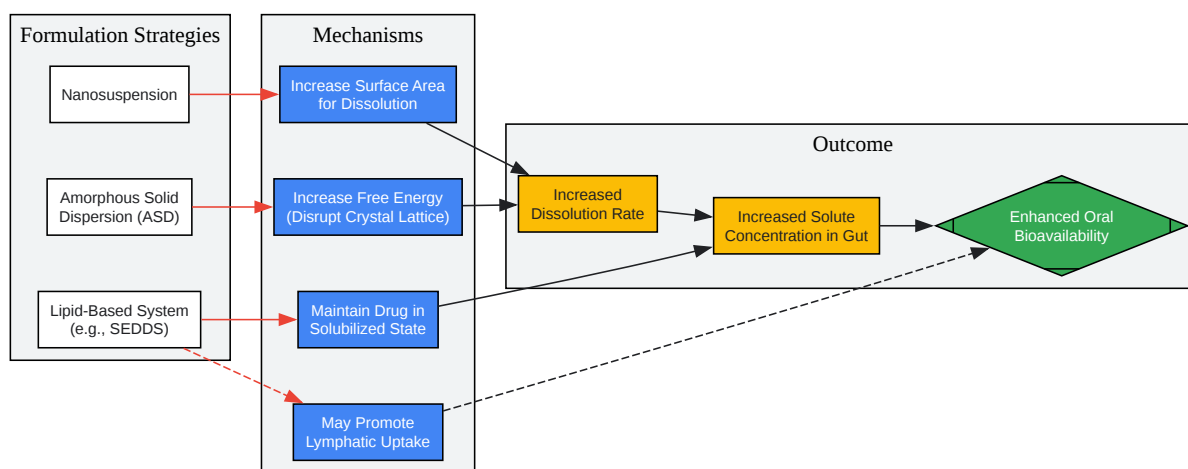 Formulation Strategies
Nanosuspension
Amorphous Solid
Dispersion (ASD)
Lipid-Based System
(e.g., SEDDS)
Mechanisms
Increase Surface Area
for Dissolution
Increase Free Energy
(Disrupt Crystal Lattice)
Maintain Drug in
Solubilized State
May Promote
Lymphatic Uptake
Outcome
Increased
Dissolution Rate
Increased Solute
Concentration in Gut
Enhanced Oral
Bioavailability